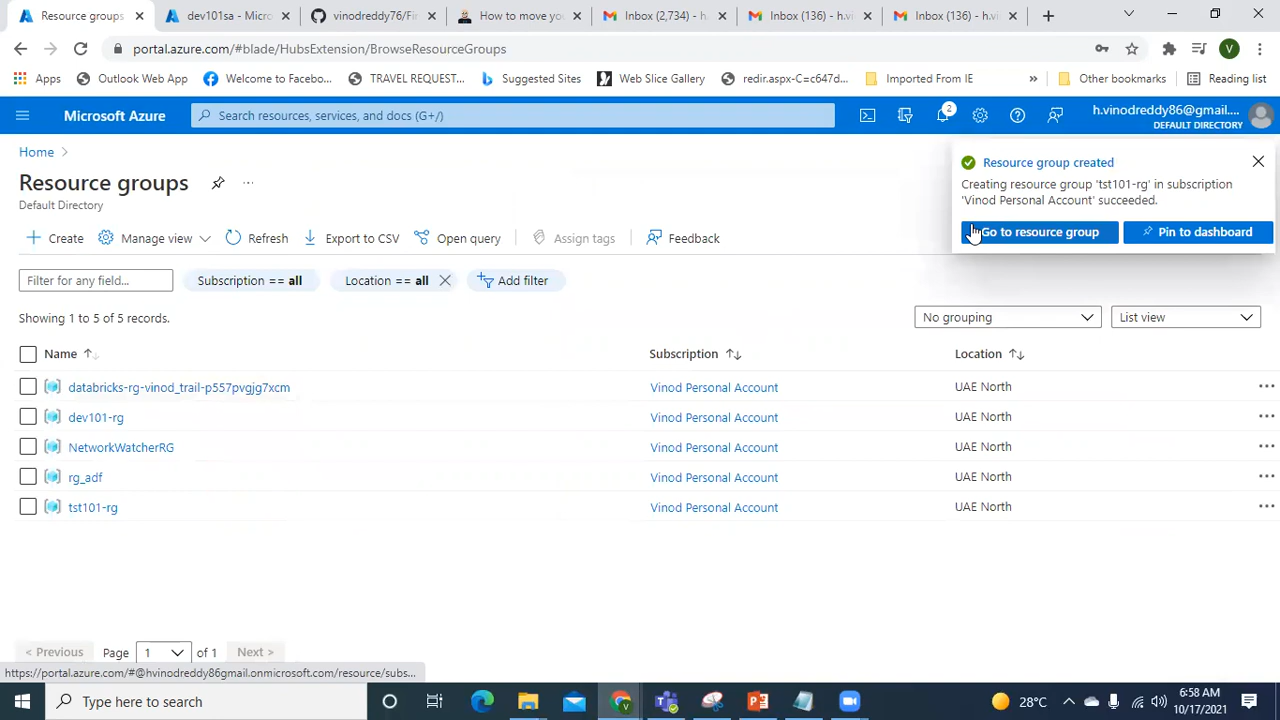 Resource groups
dev101sa - Micros
vinodreddy76/Fir
How to move you
Inbox (2,734) - h.
Inbox (136) - h.vi
Inbox (136) - h.vi
portal.azure.com/#blade/HubsExtension/BrowseResourceGroups
V
Apps
Outlook Web App
Welcome to Facebo...
TRAVEL REQUEST...
Suggested Sites
Web Slice Gallery
redir.aspx-C=c647d...
Imported From IE
»
Other bookmarks
Reading list
Microsoft Azure
Search resources, services, and docs (G+/)
2
h.vinodreddy86@gmail....
DEFAULT DIRECTORY
Home >
Resource groups
...
Default Directory
Resource group created
Creating resource group 'tst101-rg' in subscription
'Vinod Personal Account' succeeded.
Go to resource group
Pin to dashboard
Create
Manage view
Refresh
Export to CSV
Open query
Assign tags
Feedback
Filter for any field...
Subscription == all
Location == all
Add filter
Showing 1 to 5 of 5 records.
No grouping
List view
Name
Subscription
Location
databricks-rg-vinod_trail-p557pvgjg7xcm
Vinod Personal Account
UAE North
...
dev101-rg
Vinod Personal Account
UAE North
...
NetworkWatcherRG
Vinod Personal Account
UAE North
...
rg_adf
Vinod Personal Account
UAE North
...
tst101-rg
Vinod Personal Account
UAE North
...
< Previous
Page
1
of 1
Next >
https://portal.azure.com/#@hvinodreddy86gmail.onmicrosoft.com/resource/subs...
Type here to search
28°C
6:58 AM
10/17/2021